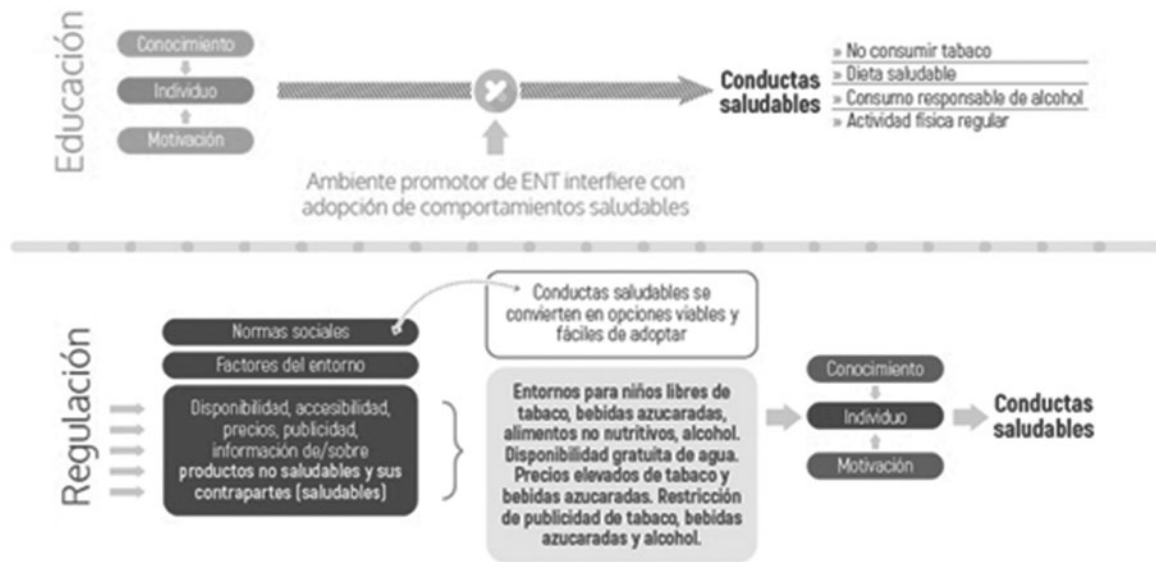 Educación
Conocimiento
Individuo
Motivación
Conductas
saludables
» No consumir tabaco
» Dieta saludable
» Consumo responsable de alcohol
» Actividad física regular
Ambiente promotor de ENT interfiere con
adopción de comportamientos saludables
Regulación
Normas sociales
Factores del entorno
Disponibilidad, accesibilidad,
precios, publicidad,
información de/sobre
productos no saludables y sus
contrapartes (saludables)
Conductas saludables se
convierten en opciones viables y
fáciles de adoptar
Entornos para niños libres de
tabaco, bebidas azucaradas,
alimentos no nutritivos, alcohol.
Disponibilidad gratuita de agua.
Precios elevados de tabaco y
bebidas azucaradas. Restricción
de publicidad de tabaco, bebidas
azucaradas y alcohol.
Conocimiento
Individuo
Motivación
Conductas
saludables